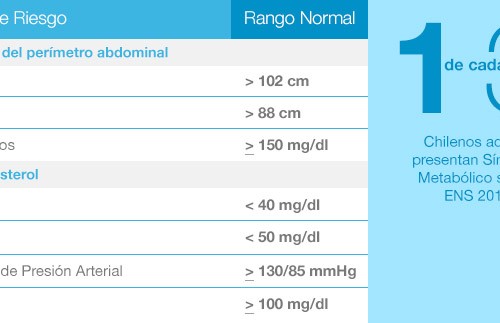 e Riesgo Rango Normal
del perímetro abdominal
> 102 cm
> 88 cm
os ≥ 150 mg/dl
sterol
< 40 mg/dl
< 50 mg/dl
de Presión Arterial ≥ 130/85 mmHg
≥ 100 mg/dl
1 de cada
Chilenos ad
presentan Sín
Metabólico s
ENS 201